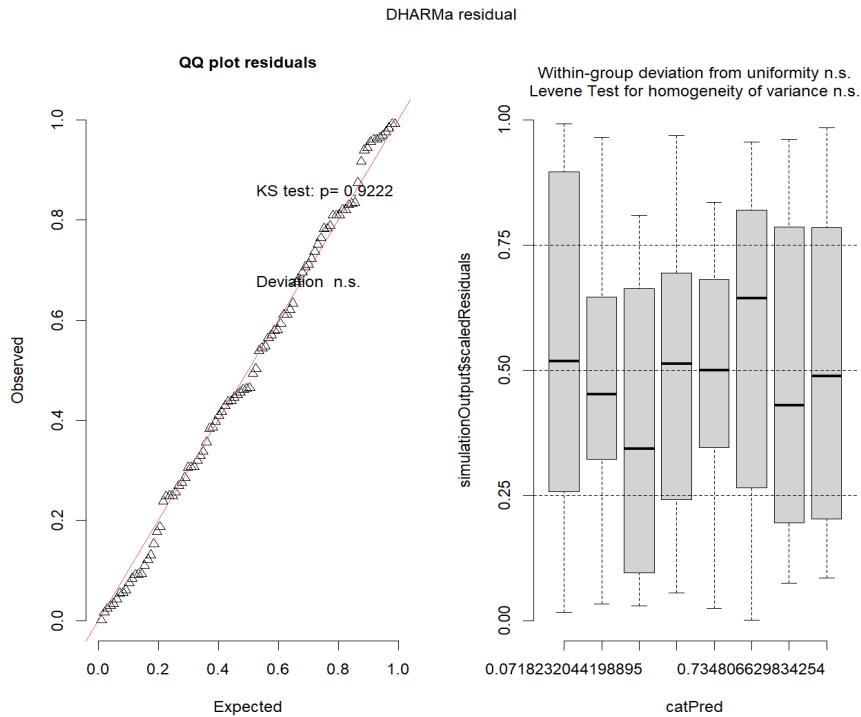 DHARMa residual
QQ plot residuals
KS test: p= 0.9222
Deviation  n.s.
Observed
0.0 0.2 0.4 0.6 0.8 1.0
0.0 0.2 0.4 0.6 0.8 1.0
Expected
Within-group deviation from uniformity n.s.
Levene Test for homogeneity of variance n.s.
simulationOutput$scaledResiduals
0.00 0.25 0.50 0.75 1.00
0.0718232044198895 0.734806629834254
catPred